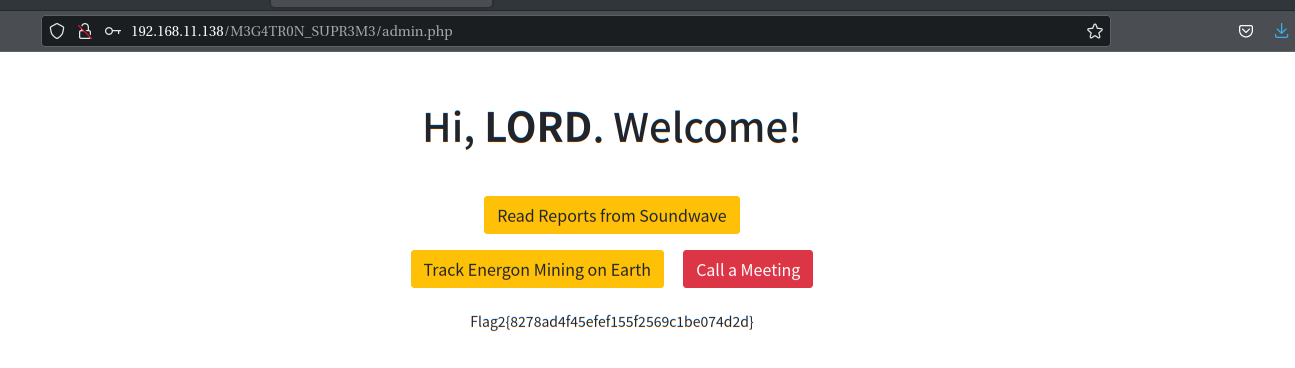 192.168.11.138/M3G4TR0N_SUPR3M3/admin.php
Hi, LORD. Welcome!
Read Reports from Soundwave
Track Energon Mining on Earth Call a Meeting
Flag2{8278ad4f45efef155f2569c1be074d2d}